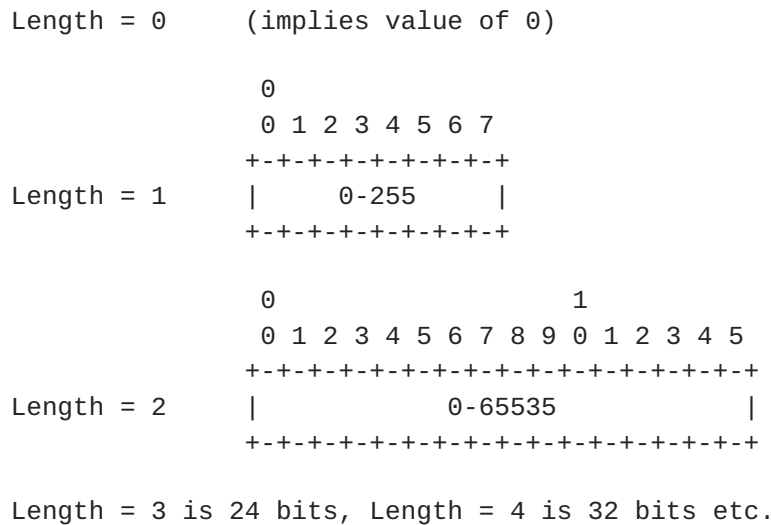 Length = 0     (implies value of 0)

                0
                0 1 2 3 4 5 6 7
               +-+-+-+-+-+-+-+-+
Length = 1     |     0-255     |
               +-+-+-+-+-+-+-+-+

                0                   1
                0 1 2 3 4 5 6 7 8 9 0 1 2 3 4 5
               +-+-+-+-+-+-+-+-+-+-+-+-+-+-+-+-+
Length = 2     |            0-65535            |
               +-+-+-+-+-+-+-+-+-+-+-+-+-+-+-+-+

Length = 3 is 24 bits, Length = 4 is 32 bits etc.